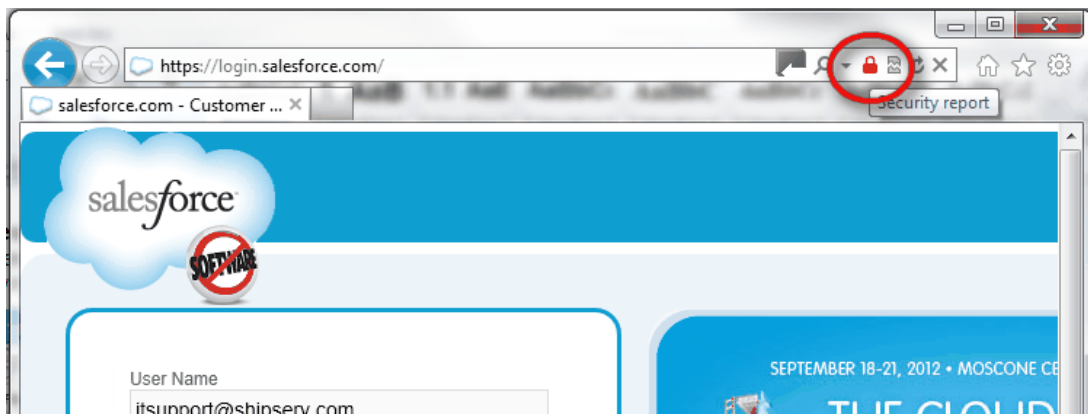 https://login.salesforce.com/
salesforce.com - Customer ...
Security report
salesforce
SOFTWARE
User Name
itsupport@shipserv.com
SEPTEMBER 18-21, 2012 • MOSCONE CE
THE CLOUD